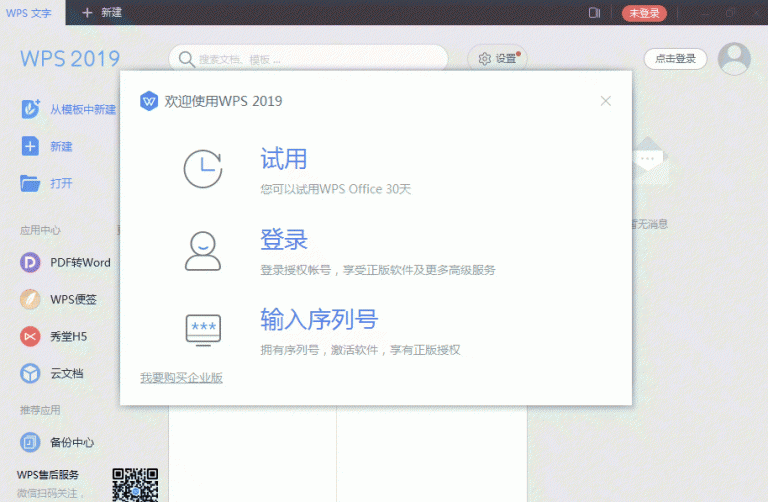 WPS 文字
新建
未登录
WPS 2019
搜索文档、模板 ...
设置
点击登录
从模板中新建
新建
打开
应用中心
PDF转Word
WPS便签
秀堂H5
云文档
推荐应用
备份中心
WPS售后服务
微信扫码关注，
欢迎使用WPS 2019
试用
您可以试用WPS Office 30天
登录
登录授权帐号，享受正版软件及更多高级服务
***
输入序列号
拥有序列号，激活软件，享有正版授权
我要购买企业版
暂无消息